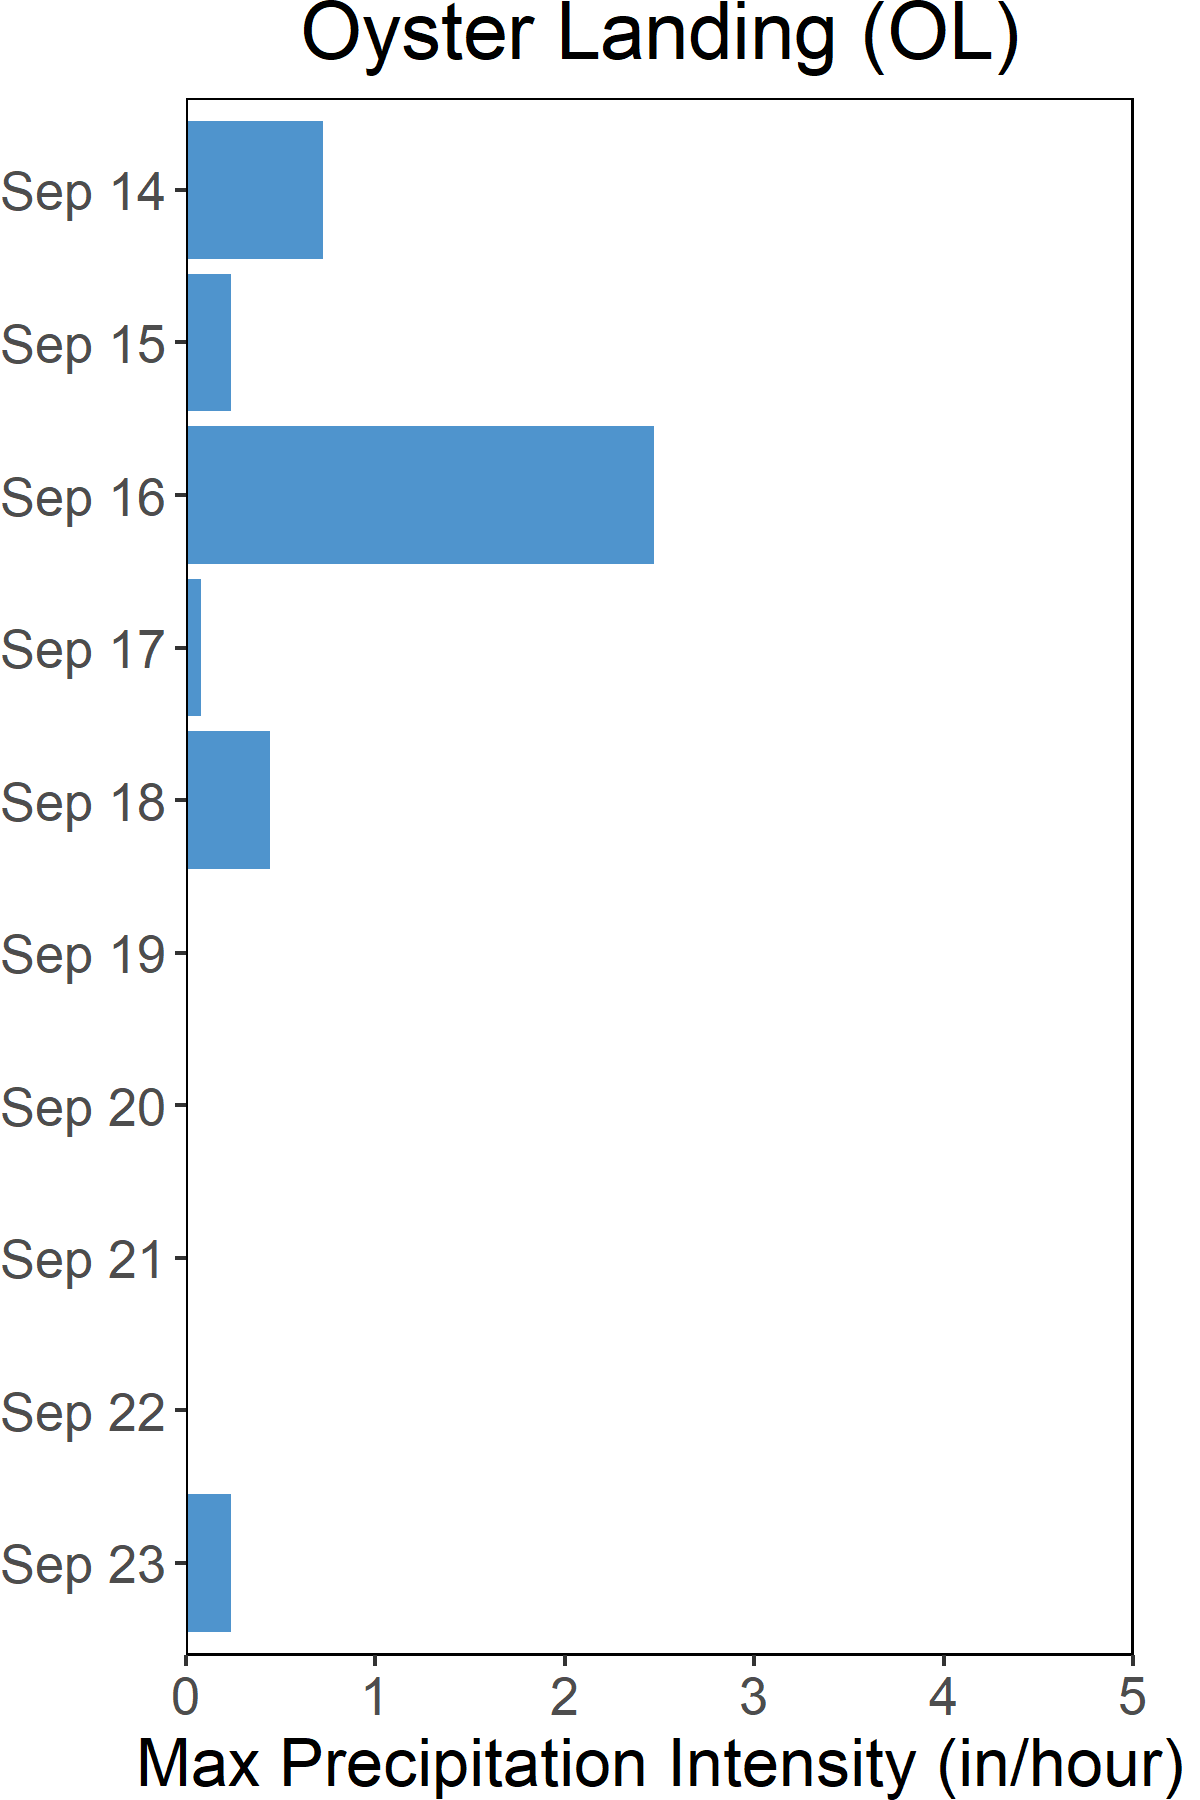 Oyster Landing (OL)
Sep 14
Sep 15
Sep 16
Sep 17
Sep 18
Sep 19
Sep 20
Sep 21
Sep 22
Sep 23
0 1 2 3 4 5
Max Precipitation Intensity (in/hour)